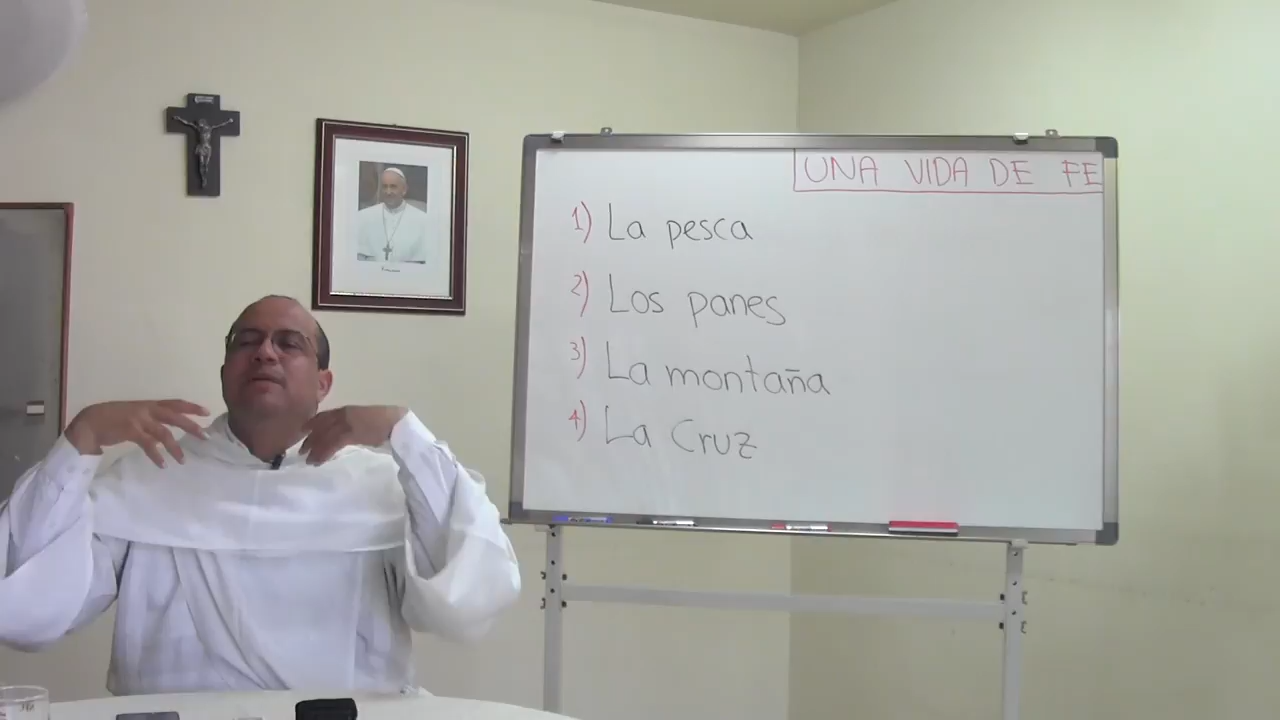 UNA VIDA DE FE
1) La pesca
2) Los panes
3) La montaña
4) La Cruz